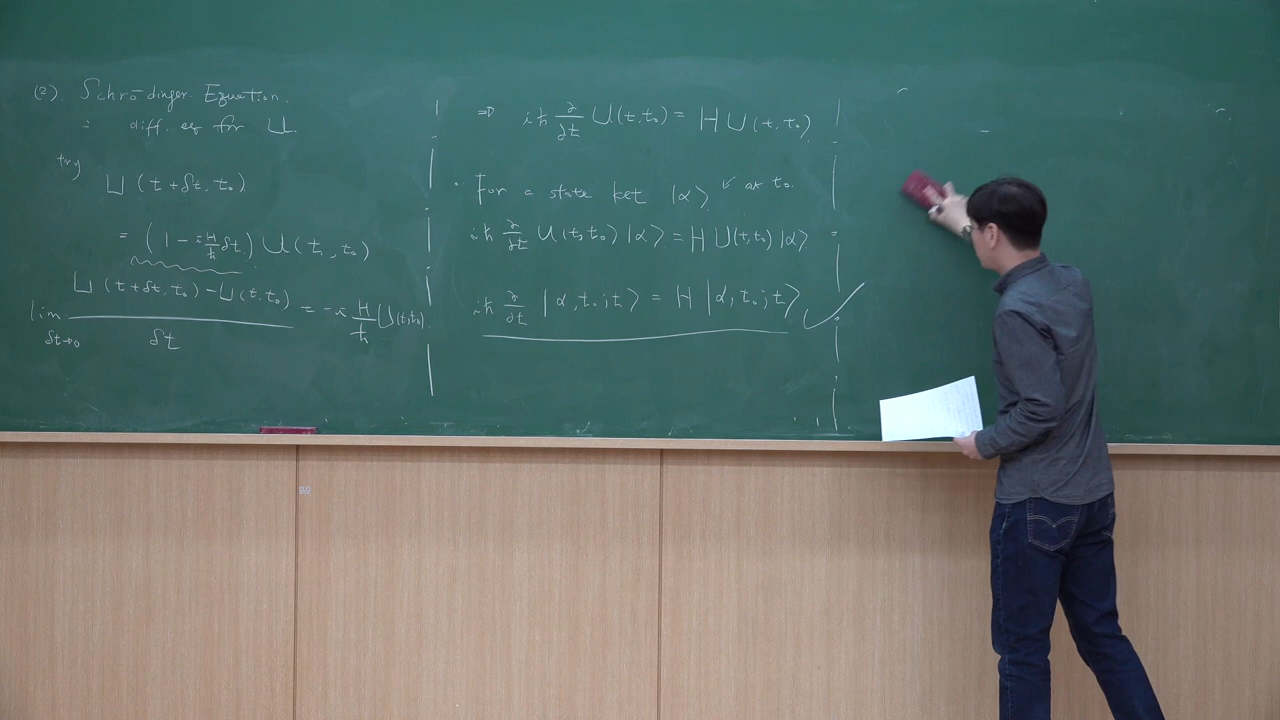 (2). Schrödinger Equation.
: diff. eq for U.
try
U (t+δt, t₀)
= (1 - i H/ħ δt) U(t, t₀)
lim δt→0 (U(t+δt, t₀) - U(t, t₀)) / δt = -i H/ħ U(t,t₀)
⇒ iħ ∂/∂t U(t,t₀) = H U(t,t₀)
· For a state ket |α⟩ ↙ at t₀.
iħ ∂/∂t U(t,t₀) |α⟩ = H U(t,t₀) |α⟩
iħ ∂/∂t |α,t₀;t⟩ = H |α,t₀;t⟩ ✓